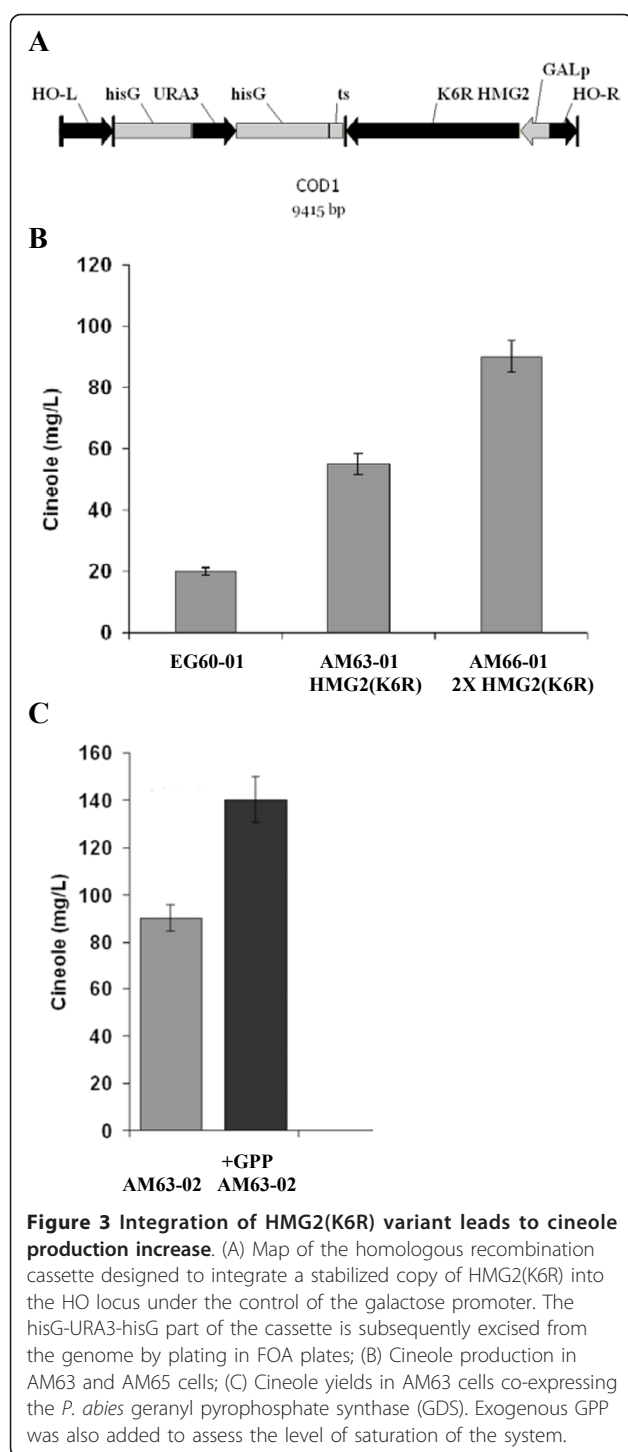 A
GALp
HO-L hisG URA3 hisG ts K6R HMG2 HO-R
COD1
9415 bp
B
Cineole (mg/L)
120
100
80
60
40
20
0
EG60-01 AM63-01 AM66-01
HMG2(K6R) 2X HMG2(K6R)
C
Cineole (mg/L)
160
140
120
100
80
60
40
20
0
+GPP
AM63-02 AM63-02
Figure 3 Integration of HMG2(K6R) variant leads to cineole
production increase. (A) Map of the homologous recombination
cassette designed to integrate a stabilized copy of HMG2(K6R) into
the HO locus under the control of the galactose promoter. The
hisG-URA3-hisG part of the cassette is subsequently excised from
the genome by plating in FOA plates; (B) Cineole production in
AM63 and AM65 cells; (C) Cineole yields in AM63 cells co-expressing
the P. abies geranyl pyrophosphate synthase (GDS). Exogenous GPP
was also added to assess the level of saturation of the system.